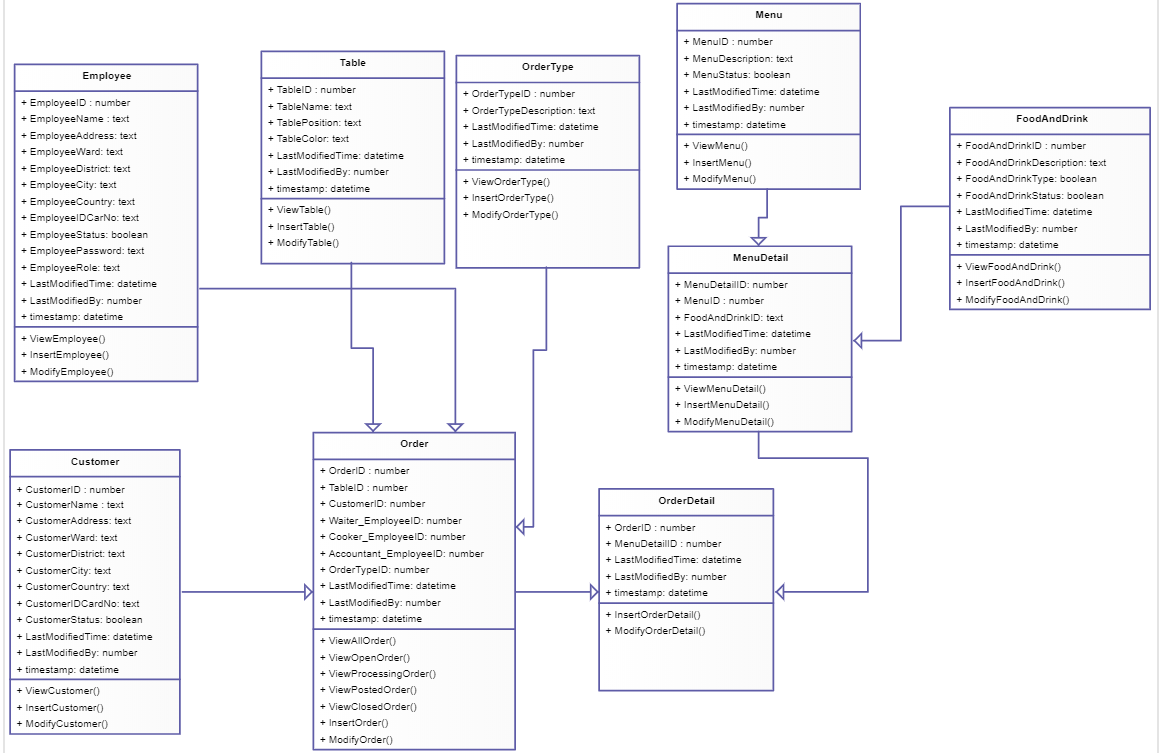 Employee
+ EmployeeID : number
+ EmployeeName : text
+ EmployeeAddress: text
+ EmployeeWard: text
+ EmployeeDistrict: text
+ EmployeeCity: text
+ EmployeeCountry: text
+ EmployeeIDCarNo: text
+ EmployeeStatus: boolean
+ EmployeePassword: text
+ EmployeeRole: text
+ LastModifiedTime: datetime
+ LastModifiedBy: number
+ timestamp: datetime
+ ViewEmployee()
+ InsertEmployee()
+ ModifyEmployee()
Table
+ TableID : number
+ TableName: text
+ TablePosition: text
+ TableColor: text
+ LastModifiedTime: datetime
+ LastModifiedBy: number
+ timestamp: datetime
+ ViewTable()
+ InsertTable()
+ ModifyTable()
OrderType
+ OrderTypeID : number
+ OrderTypeDescription: text
+ LastModifiedTime: datetime
+ LastModifiedBy: number
+ timestamp: datetime
+ ViewOrderType()
+ InsertOrderType()
+ ModifyOrderType()
Menu
+ MenuID : number
+ MenuDescription: text
+ MenuStatus: boolean
+ LastModifiedTime: datetime
+ LastModifiedBy: number
+ timestamp: datetime
+ ViewMenu()
+ InsertMenu()
+ ModifyMenu()
FoodAndDrink
+ FoodAndDrinkID : number
+ FoodAndDrinkDescription: text
+ FoodAndDrinkType: boolean
+ FoodAndDrinkStatus: boolean
+ LastModifiedTime: datetime
+ LastModifiedBy: number
+ timestamp: datetime
+ ViewFoodAndDrink()
+ InsertFoodAndDrink()
+ ModifyFoodAndDrink()
MenuDetail
+ MenuDetailID: number
+ MenuID : number
+ FoodAndDrinkID: text
+ LastModifiedTime: datetime
+ LastModifiedBy: number
+ timestamp: datetime
+ ViewMenuDetail()
+ InsertMenuDetail()
+ ModifyMenuDetail()
Customer
+ CustomerID : number
+ CustomerName : text
+ CustomerAddress: text
+ CustomerWard: text
+ CustomerDistrict: text
+ CustomerCity: text
+ CustomerCountry: text
+ CustomerIDCardNo: text
+ CustomerStatus: boolean
+ LastModifiedTime: datetime
+ LastModifiedBy: number
+ timestamp: datetime
+ ViewCustomer()
+ InsertCustomer()
+ ModifyCustomer()
Order
+ OrderID : number
+ TableID : number
+ CustomerID: number
+ Waiter_EmployeeID: number
+ Cooker_EmployeeID: number
+ Accountant_EmployeeID: number
+ OrderTypeID: number
+ LastModifiedTime: datetime
+ LastModifiedBy: number
+ timestamp: datetime
+ ViewAllOrder()
+ ViewOpenOrder()
+ ViewProcessingOrder()
+ ViewPostedOrder()
+ ViewClosedOrder()
+ InsertOrder()
+ ModifyOrder()
OrderDetail
+ OrderID : number
+ MenuDetailID : number
+ LastModifiedTime: datetime
+ LastModifiedBy: number
+ timestamp: datetime
+ InsertOrderDetail()
+ ModifyOrderDetail()